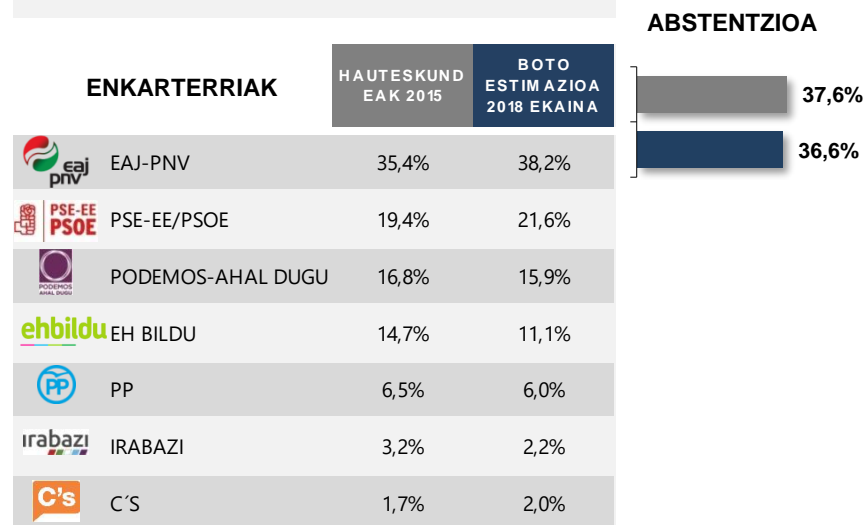 ABSTENTZIOA
ENKARTERRIAK
HAUTESKUND
EAK 2015
BOTO
ESTIMAZIOA
2018 EKAINA
37,6%
36,6%
eaj
pnv
EAJ-PNV 35,4% 38,2%
PSE-EE
PSOE
PSE-EE/PSOE 19,4% 21,6%
PODEMOS
AHAL DUGU
PODEMOS-AHAL DUGU 16,8% 15,9%
ehbildu
EH BILDU 14,7% 11,1%
PP
PP 6,5% 6,0%
ırabazı
IRABAZI 3,2% 2,2%
C's
C´S 1,7% 2,0%